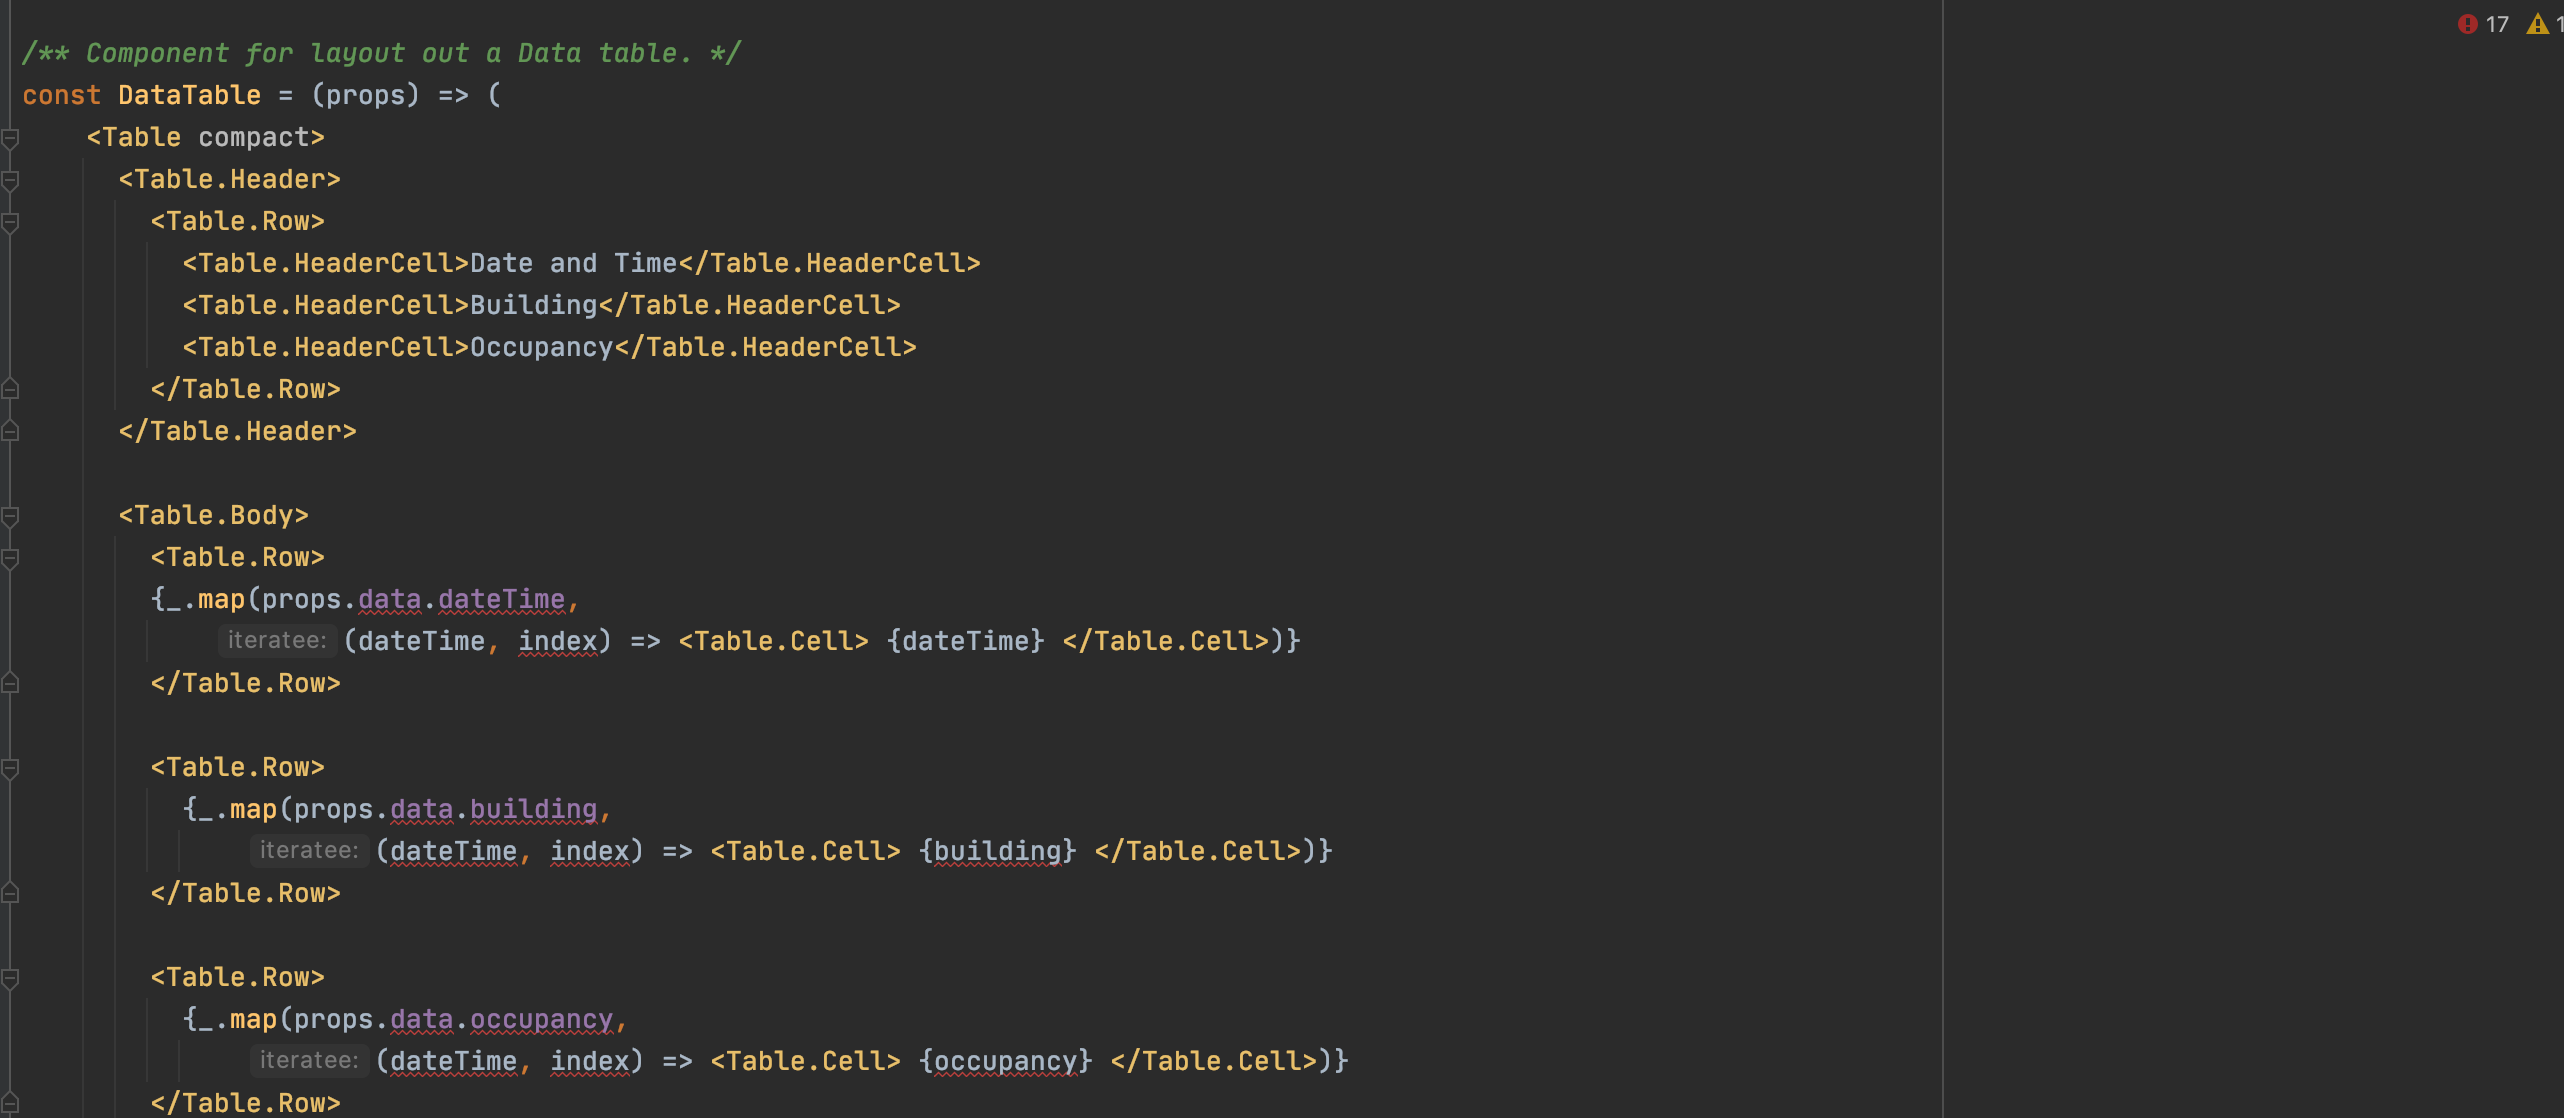 17 1
/** Component for layout out a Data table. */
const DataTable = (props) => (
<Table compact>
<Table.Header>
<Table.Row>
<Table.HeaderCell>Date and Time</Table.HeaderCell>
<Table.HeaderCell>Building</Table.HeaderCell>
<Table.HeaderCell>Occupancy</Table.HeaderCell>
</Table.Row>
</Table.Header>
<Table.Body>
<Table.Row>
{_.map(props.data.dateTime,
iteratee: (dateTime, index) => <Table.Cell> {dateTime} </Table.Cell>)}
</Table.Row>
<Table.Row>
{_.map(props.data.building,
iteratee: (dateTime, index) => <Table.Cell> {building} </Table.Cell>)}
</Table.Row>
<Table.Row>
{_.map(props.data.occupancy,
iteratee: (dateTime, index) => <Table.Cell> {occupancy} </Table.Cell>)}
</Table.Row>